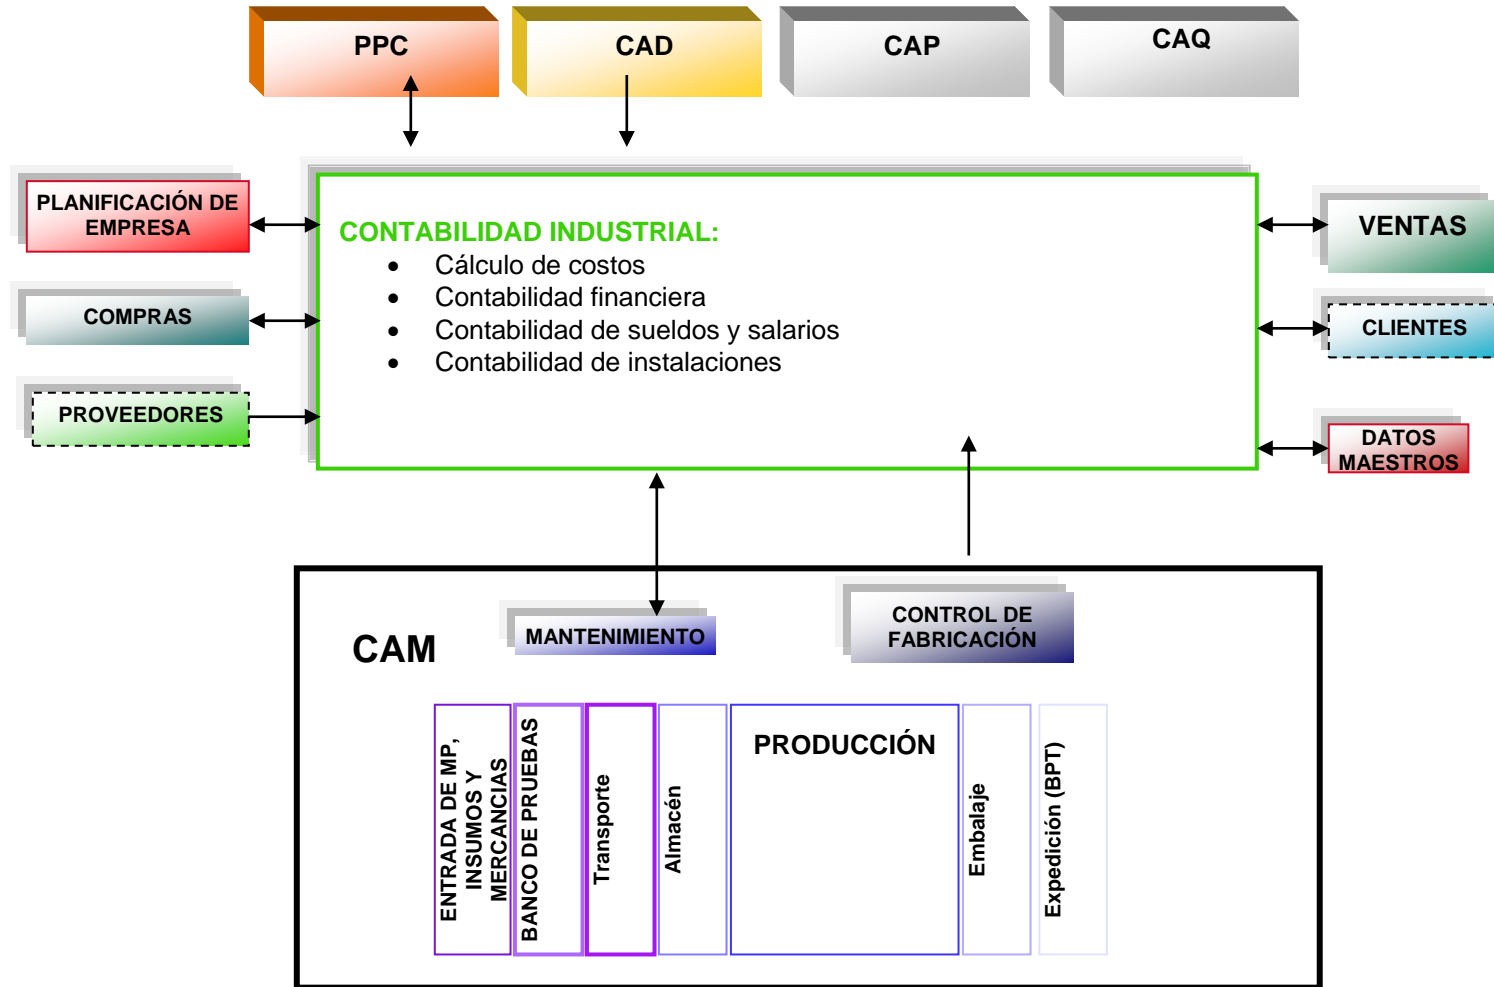 PPC
CAD
CAP
CAQ
PLANIFICACIÓN DE
EMPRESA
COMPRAS
PROVEEDORES
CONTABILIDAD INDUSTRIAL:
• Cálculo de costos
• Contabilidad financiera
• Contabilidad de sueldos y salarios
• Contabilidad de instalaciones
VENTAS
CLIENTES
DATOS
MAESTROS
CAM
MANTENIMIENTO
CONTROL DE
FABRICACIÓN
ENTRADA DE MP,
INSUMOS Y
MERCANCIAS
BANCO DE PRUEBAS
Transporte
Almacén
PRODUCCIÓN
Embalaje
Expedición (BPT)